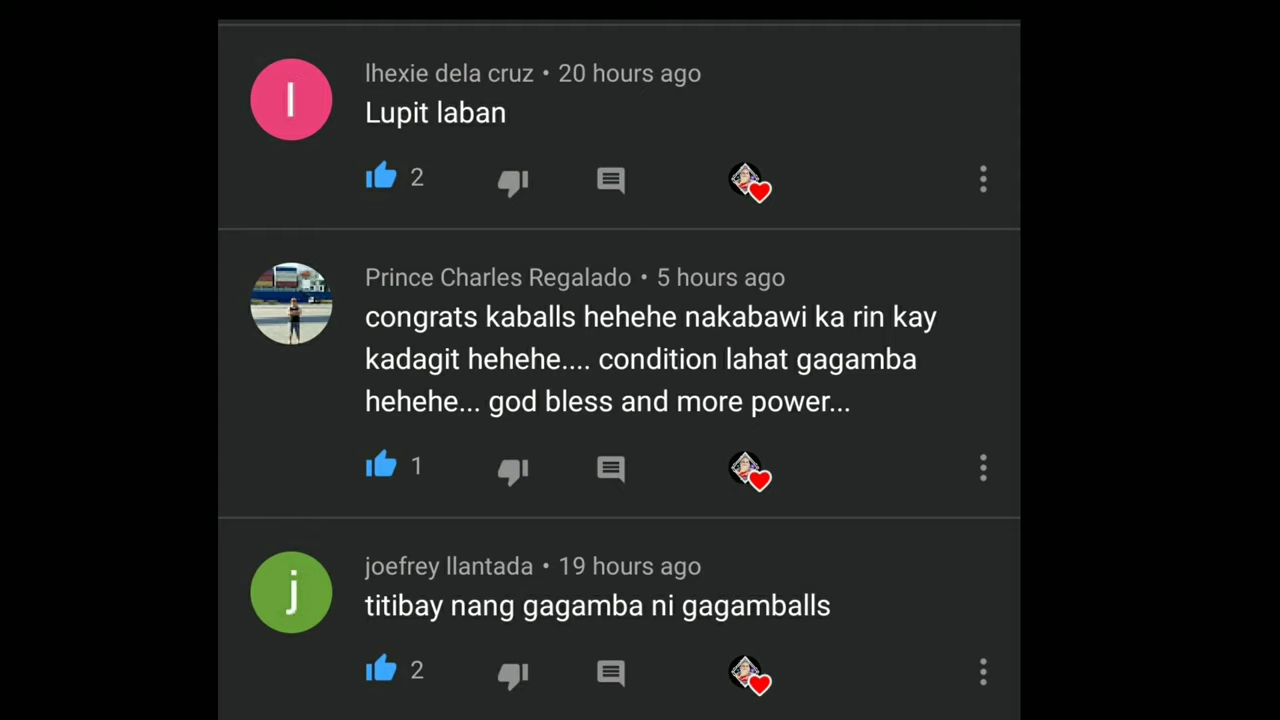 l
lhexie dela cruz • 20 hours ago
Lupit laban
2
Prince Charles Regalado • 5 hours ago
congrats kaballs hehehe nakabawi ka rin kay
kadagit hehehe.... condition lahat gagamba
hehehe... god bless and more power...
1
j
joefrey llantada • 19 hours ago
titibay nang gagamba ni gagamballs
2